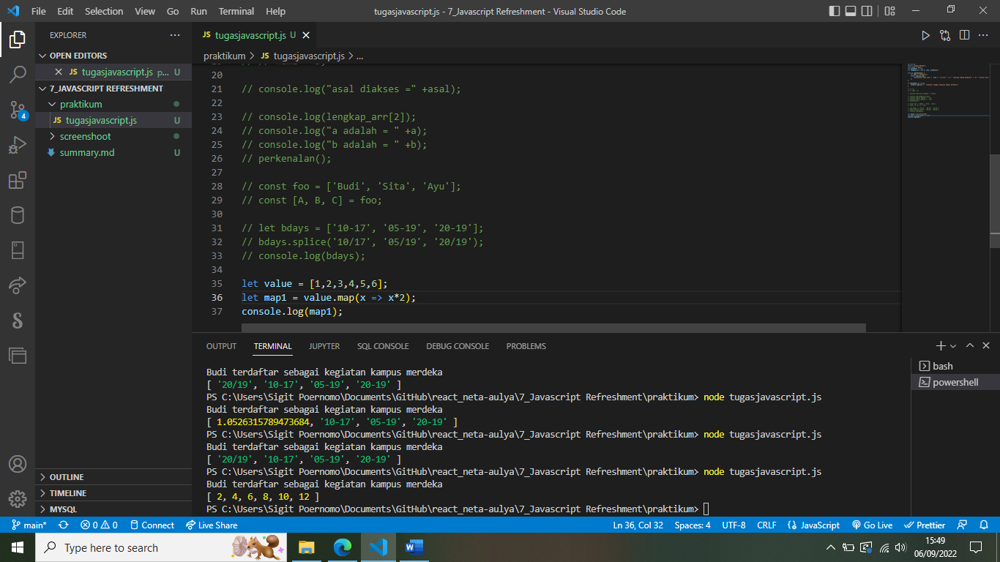 File Edit Selection View Go Run Terminal Help
tugasjavascript.js - 7_Javascript Refreshment - Visual Studio Code
EXPLORER
OPEN EDITORS
JS tugasjavascript.js p... U
7_JAVASCRIPT REFRESHMENT
praktikum
JS tugasjavascript.js U
screenshoot
summary.md U
4
OUTLINE
TIMELINE
MYSQL
JS tugasjavascript.js U
praktikum > JS tugasjavascript.js > ...
20
21 // console.log("asal diakses =" +asal);
22
23 // console.log(lengkap_arr[2]);
24 // console.log("a adalah = " +a);
25 // console.log("b adalah = " +b);
26 // perkenalan();
27
28 // const foo = ['Budi', 'Sita', 'Ayu'];
29 // const [A, B, C] = foo;
30
31 // let bdays = ['10-17', '05-19', '20-19'];
32 // bdays.splice('10/17', '05/19', '20/19');
33 // console.log(bdays);
34
35 let value = [1,2,3,4,5,6];
36 let map1 = value.map(x => x*2);
37 console.log(map1);
OUTPUT TERMINAL JUPYTER SQL CONSOLE DEBUG CONSOLE PROBLEMS
Budi terdaftar sebagai kegiatan kampus merdeka
[ '20/19', '10-17', '05-19', '20-19' ]
PS C:\Users\Sigit Poernomo\Documents\GitHub\react_neta-aulya\7_Javascript Refreshment\praktikum> node tugasjavascript.js
Budi terdaftar sebagai kegiatan kampus merdeka
[ 1.0526315789473684, '10-17', '05-19', '20-19' ]
PS C:\Users\Sigit Poernomo\Documents\GitHub\react_neta-aulya\7_Javascript Refreshment\praktikum> node tugasjavascript.js
Budi terdaftar sebagai kegiatan kampus merdeka
[ '20/19', '10-17', '05-19', '20-19' ]
PS C:\Users\Sigit Poernomo\Documents\GitHub\react_neta-aulya\7_Javascript Refreshment\praktikum> node tugasjavascript.js
Budi terdaftar sebagai kegiatan kampus merdeka
[ 2, 4, 6, 8, 10, 12 ]
PS C:\Users\Sigit Poernomo\Documents\GitHub\react_neta-aulya\7_Javascript Refreshment\praktikum>
bash
powershell
main* 0 0 Connect Live Share
Ln 36, Col 32 Spaces: 4 UTF-8 CRLF JavaScript Go Live Prettier
Type here to search
15:49
06/09/2022